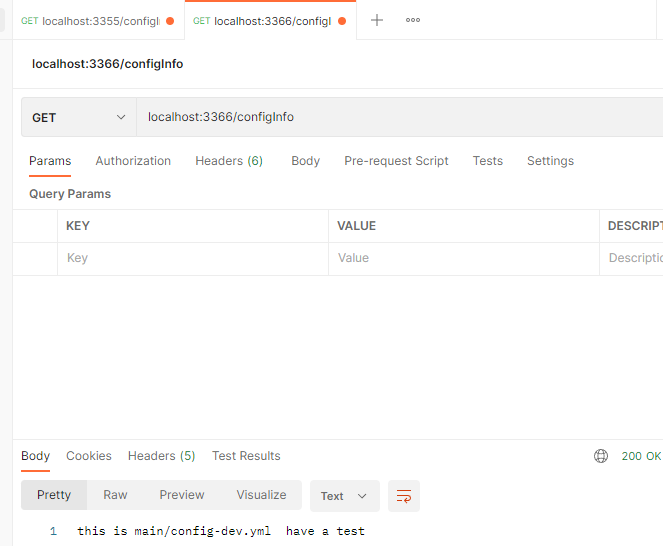 GET localhost:3355/configI
GET localhost:3366/configI
localhost:3366/configInfo
GET localhost:3366/configInfo
Params Authorization Headers (6) Body Pre-request Script Tests Settings
Query Params
KEY VALUE DESCRIPT
Key Value Descriptio
Body Cookies Headers (5) Test Results 200 OK
Pretty Raw Preview Visualize Text
1 this is main/config-dev.yml  have a test